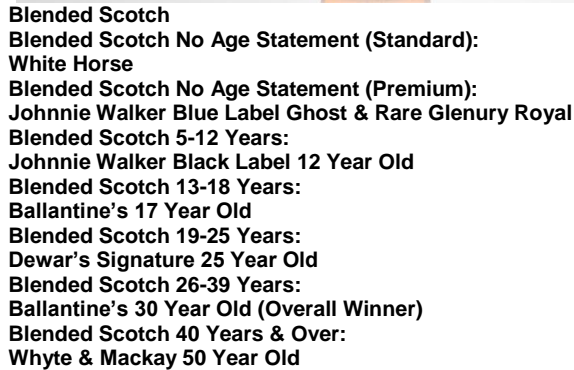 Blended Scotch
Blended Scotch No Age Statement (Standard):
White Horse
Blended Scotch No Age Statement (Premium):
Johnnie Walker Blue Label Ghost & Rare Glenury Royal
Blended Scotch 5-12 Years:
Johnnie Walker Black Label 12 Year Old
Blended Scotch 13-18 Years:
Ballantine’s 17 Year Old
Blended Scotch 19-25 Years:
Dewar’s Signature 25 Year Old
Blended Scotch 26-39 Years:
Ballantine’s 30 Year Old (Overall Winner)
Blended Scotch 40 Years & Over:
Whyte & Mackay 50 Year Old